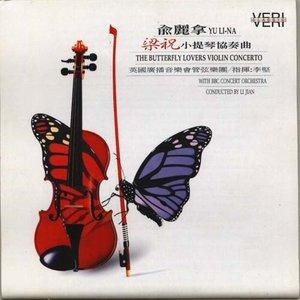 VERI
俞麗拿 YU LI-NA
梁祝小提琴協奏曲
THE BUTTERFLY LOVERS VIOLIN CONCERTO
英國廣播音樂會管弦樂團/指揮:李堅
WITH BBC CONCERT ORCHESTRA
CONDUCTED BY LI JIAN